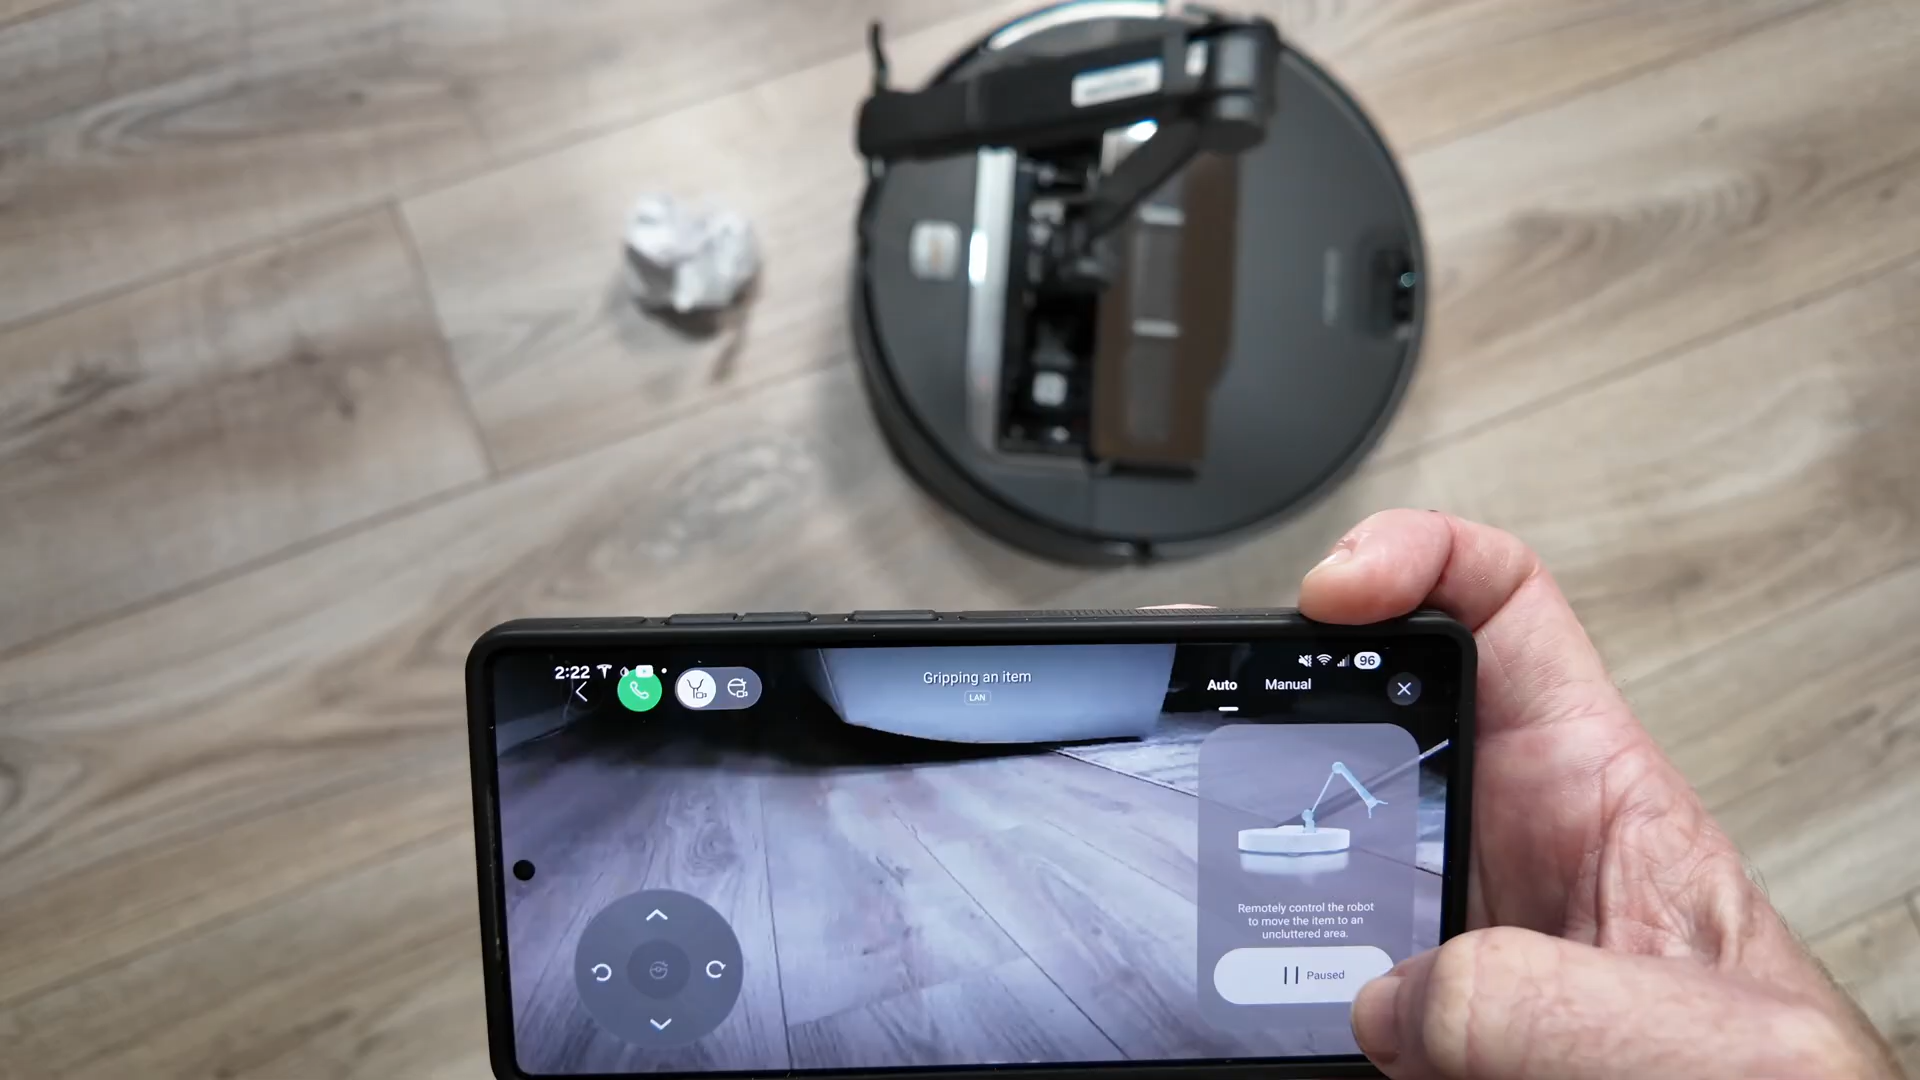 2:22
Gripping an item
LAN
96
Auto Manual
Remotely control the robot
to move the item to an
uncluttered area.
Paused